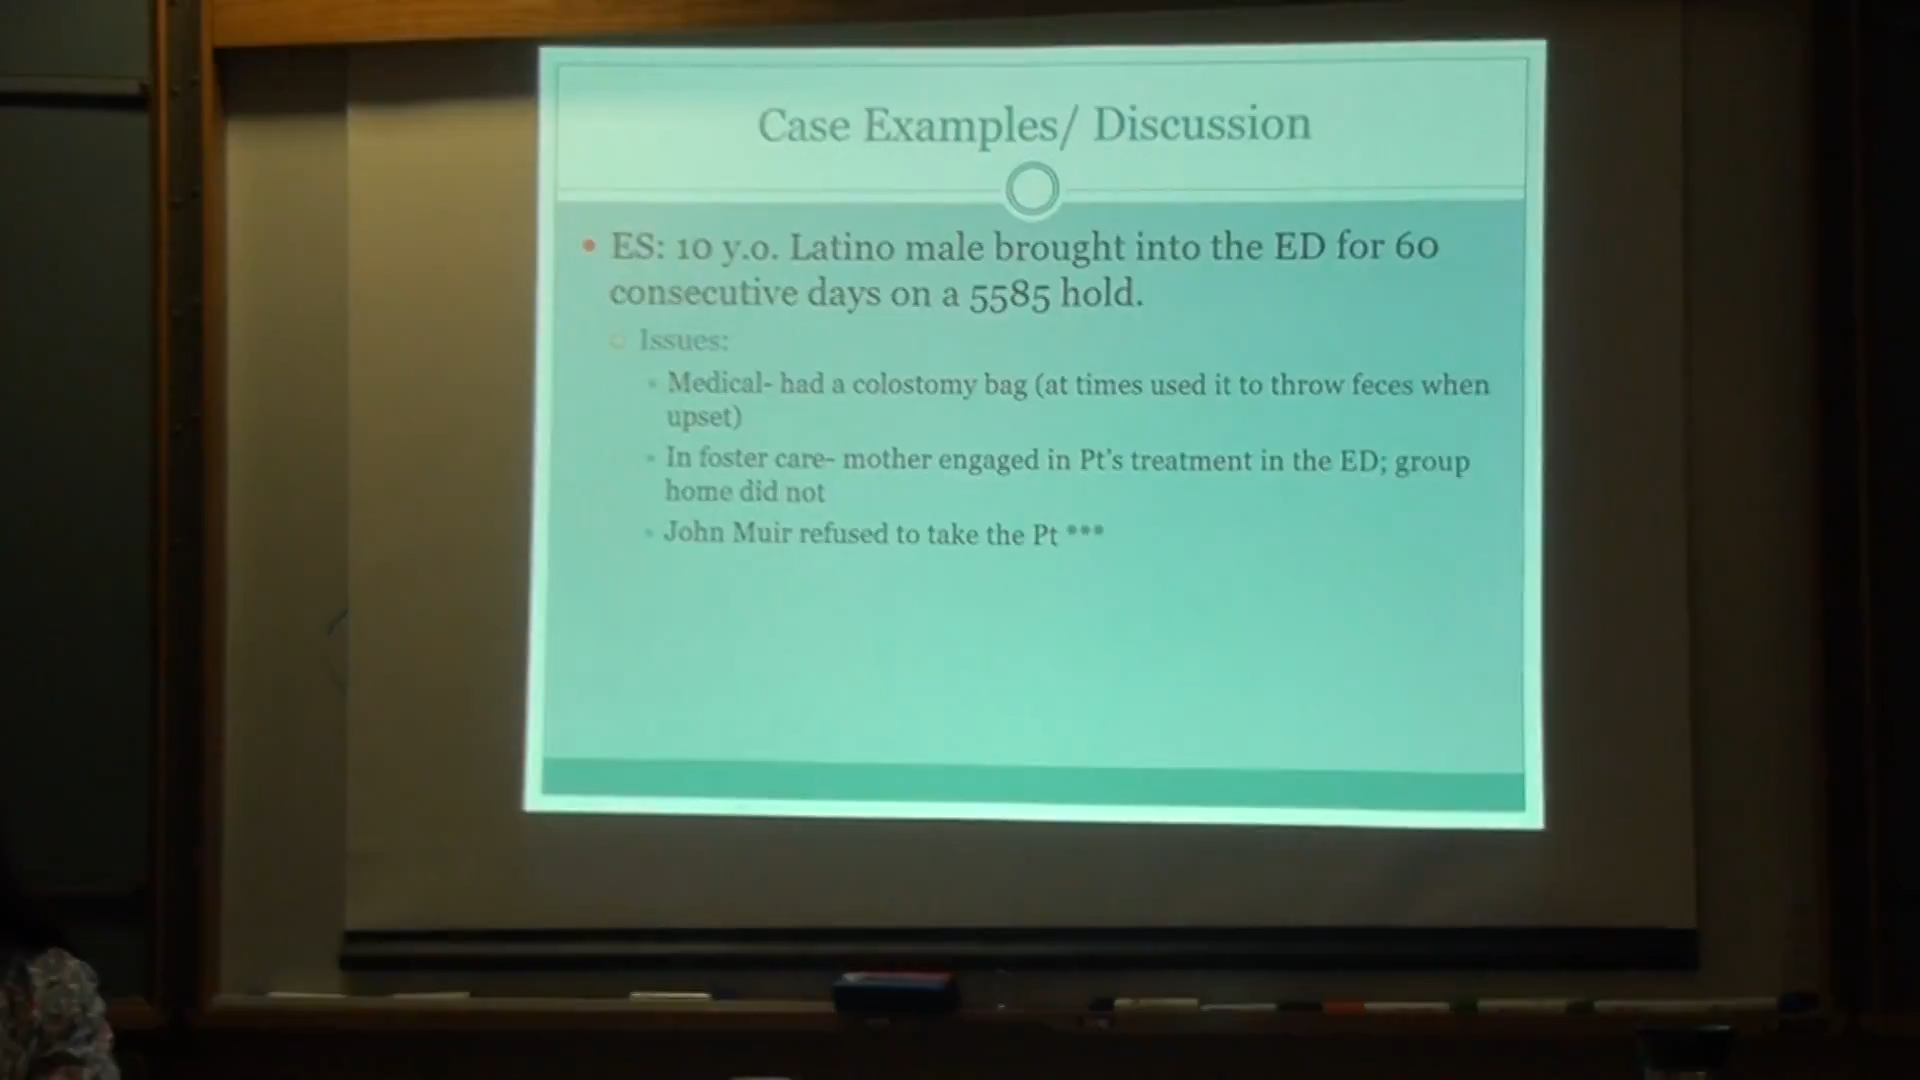 Case Examples/ Discussion
• ES: 10 y.o. Latino male brought into the ED for 60
consecutive days on a 5585 hold.
○ Issues:
▪ Medical- had a colostomy bag (at times used it to throw feces when
upset)
▪ In foster care- mother engaged in Pt's treatment in the ED; group
home did not
▪ John Muir refused to take the Pt ***